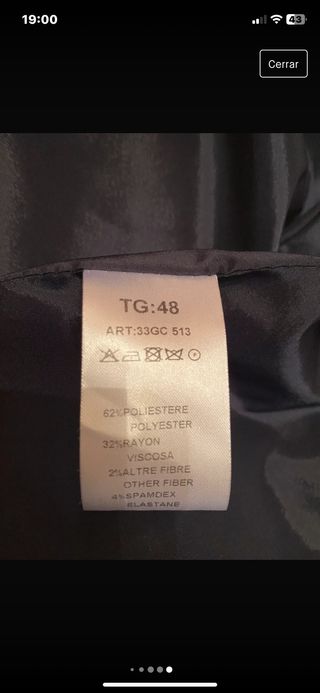 19:00
43
Cerrar
TG:48
ART:33GC 513
62%POLIESTERE
POLYESTER
32%RAYON
VISCOSA
2%ALTRE FIBRE
OTHER FIBER
4%SPAMDEX
ELASTANE